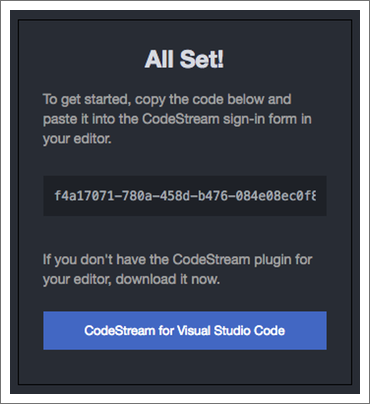 All Set!
To get started, copy the code below and
paste it into the CodeStream sign-in form in
your editor.
f4a17071-780a-458d-b476-084e08ec0f8
If you don't have the CodeStream plugin for
your editor, download it now.
CodeStream for Visual Studio Code